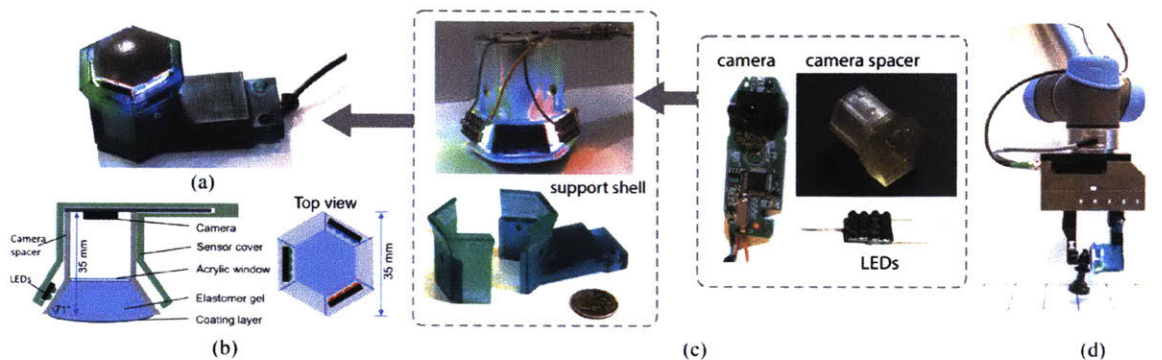 (a)
Top view
Camera
Camera spacer
35 mm
Sensor cover
Acrylic window
LEDs
Elastomer gel
71°
Coating layer
35 mm
(b)
support shell
camera
camera spacer
LEDs
(c)
(d)